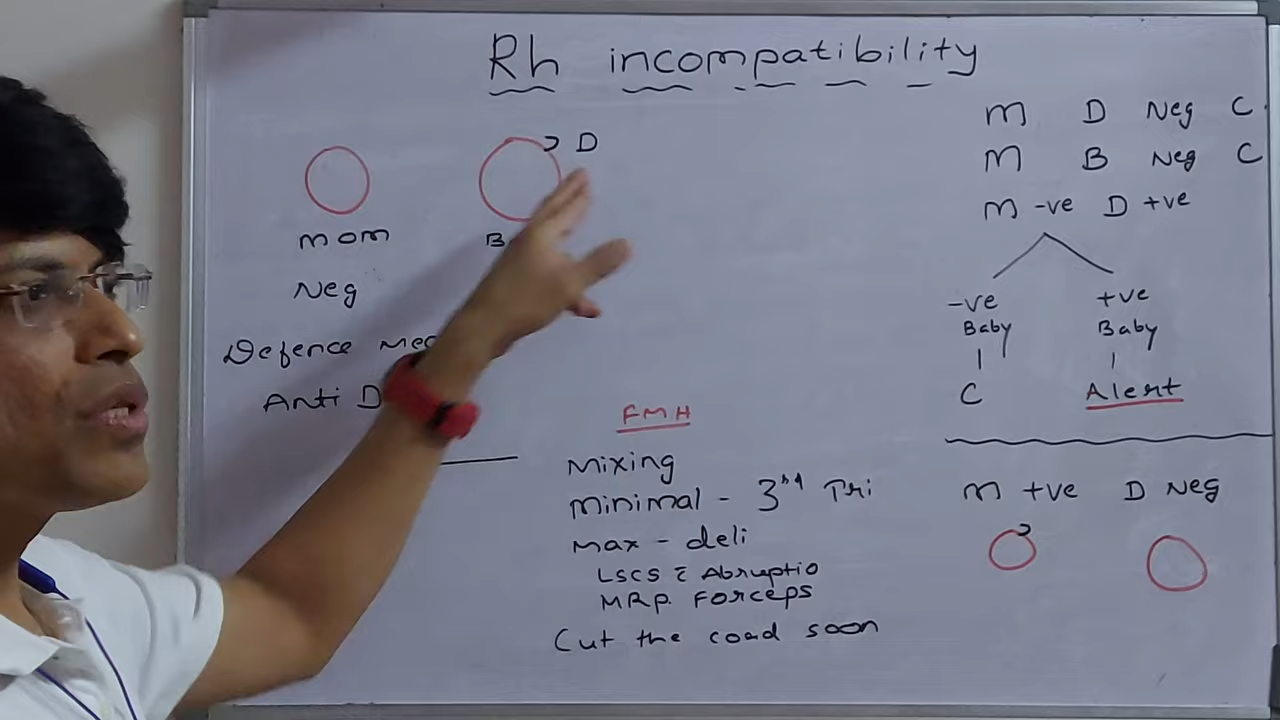 Rh incompatibility
D
mom
Neg
Defence
Anti D
FMH
Mixing
minimal - 3rd Tri
max - deli
LSCS c̄ Abruptio
MRP. Forceps
Cut the coad soon
M D Neg C
M B Neg C
M -ve D +ve
-ve +ve
Baby Baby
C Alert
M +ve D Neg